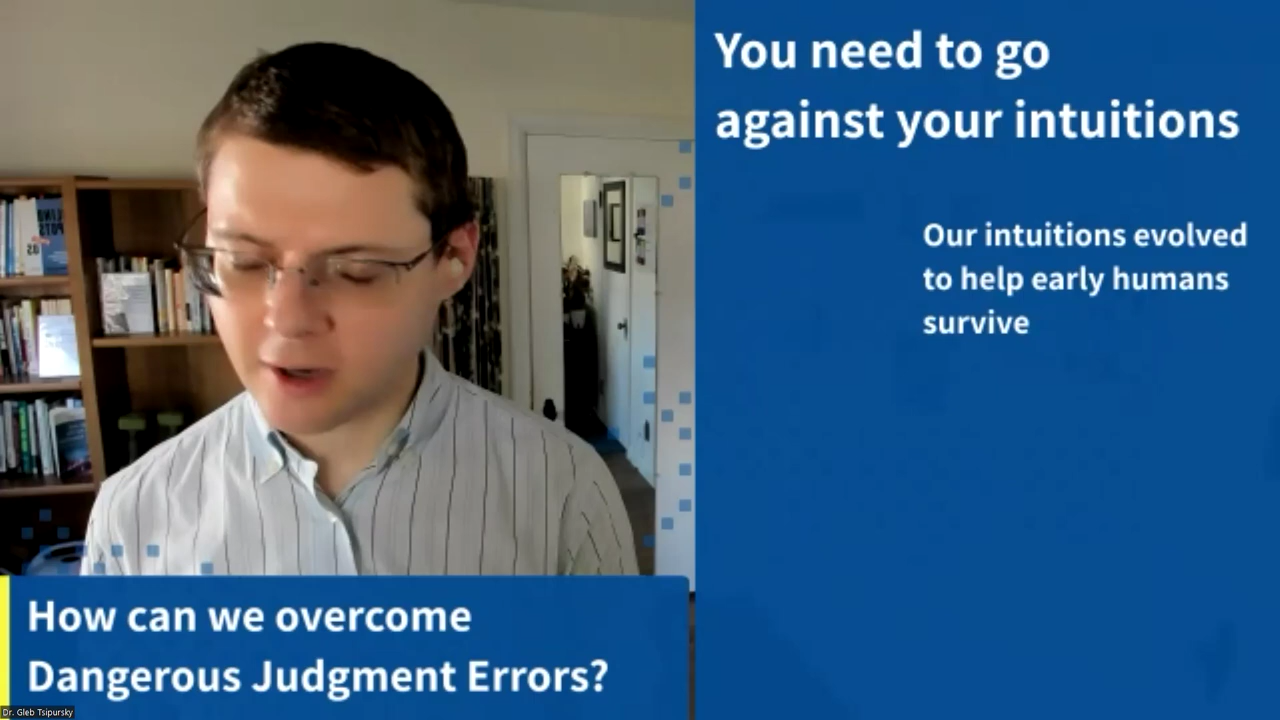 You need to go
against your intuitions
Our intuitions evolved
to help early humans
survive
How can we overcome
Dangerous Judgment Errors?
Dr. Gleb Tsipursky